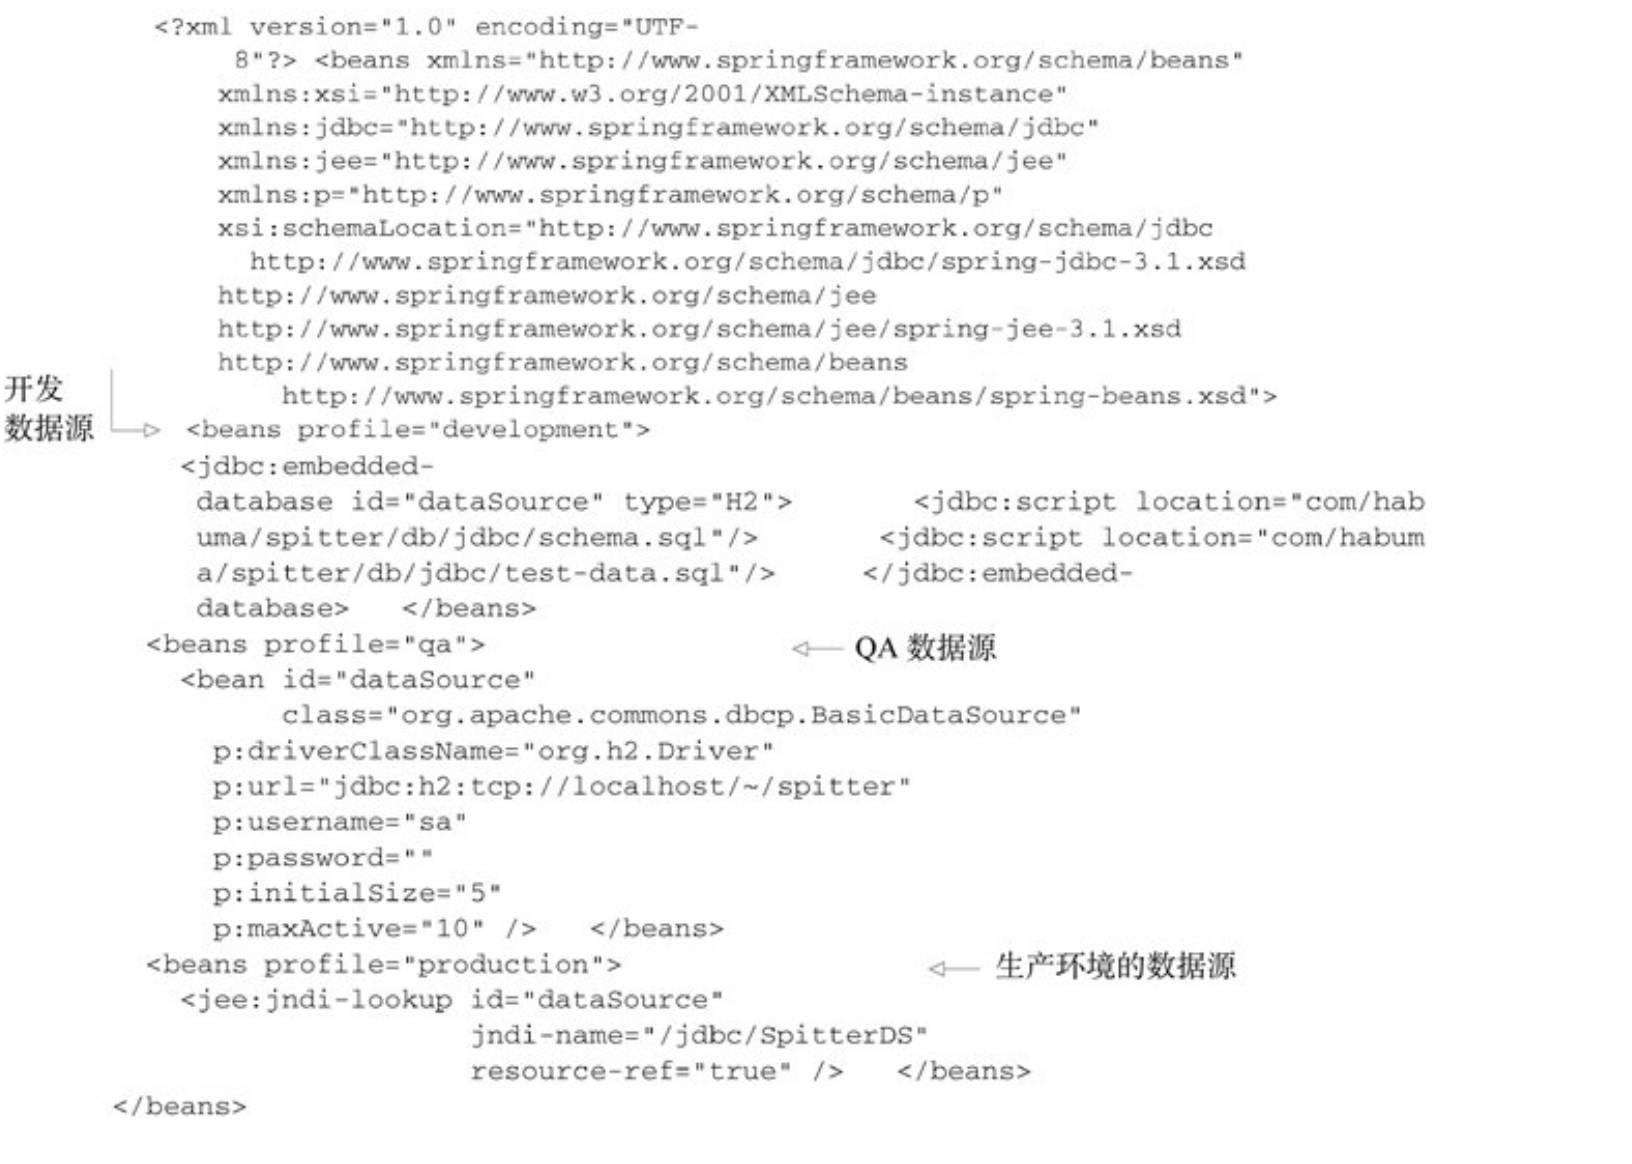 <?xml version="1.0" encoding="UTF-
8"?> <beans xmlns="http://www.springframework.org/schema/beans"
xmlns:xsi="http://www.w3.org/2001/XMLSchema-instance"
xmlns:jdbc="http://www.springframework.org/schema/jdbc"
xmlns:jee="http://www.springframework.org/schema/jee"
xmlns:p="http://www.springframework.org/schema/p"
xsi:schemaLocation="http://www.springframework.org/schema/jdbc
http://www.springframework.org/schema/jdbc/spring-jdbc-3.1.xsd
http://www.springframework.org/schema/jee
http://www.springframework.org/schema/jee/spring-jee-3.1.xsd
http://www.springframework.org/schema/beans
http://www.springframework.org/schema/beans/spring-beans.xsd">
开发
数据源
<beans profile="development">
<jdbc:embedded-
database id="dataSource" type="H2"> <jdbc:script location="com/hab
uma/spitter/db/jdbc/schema.sql"/> <jdbc:script location="com/habum
a/spitter/db/jdbc/test-data.sql"/> </jdbc:embedded-
database> </beans>
<beans profile="qa"> QA 数据源
<bean id="dataSource"
class="org.apache.commons.dbcp.BasicDataSource"
p:driverClassName="org.h2.Driver"
p:url="jdbc:h2:tcp://localhost/~/spitter"
p:username="sa"
p:password=""
p:initialSize="5"
p:maxActive="10" /> </beans>
<beans profile="production"> 生产环境的数据源
<jee:jndi-lookup id="dataSource"
jndi-name="/jdbc/SpitterDS"
resource-ref="true" /> </beans>
</beans>